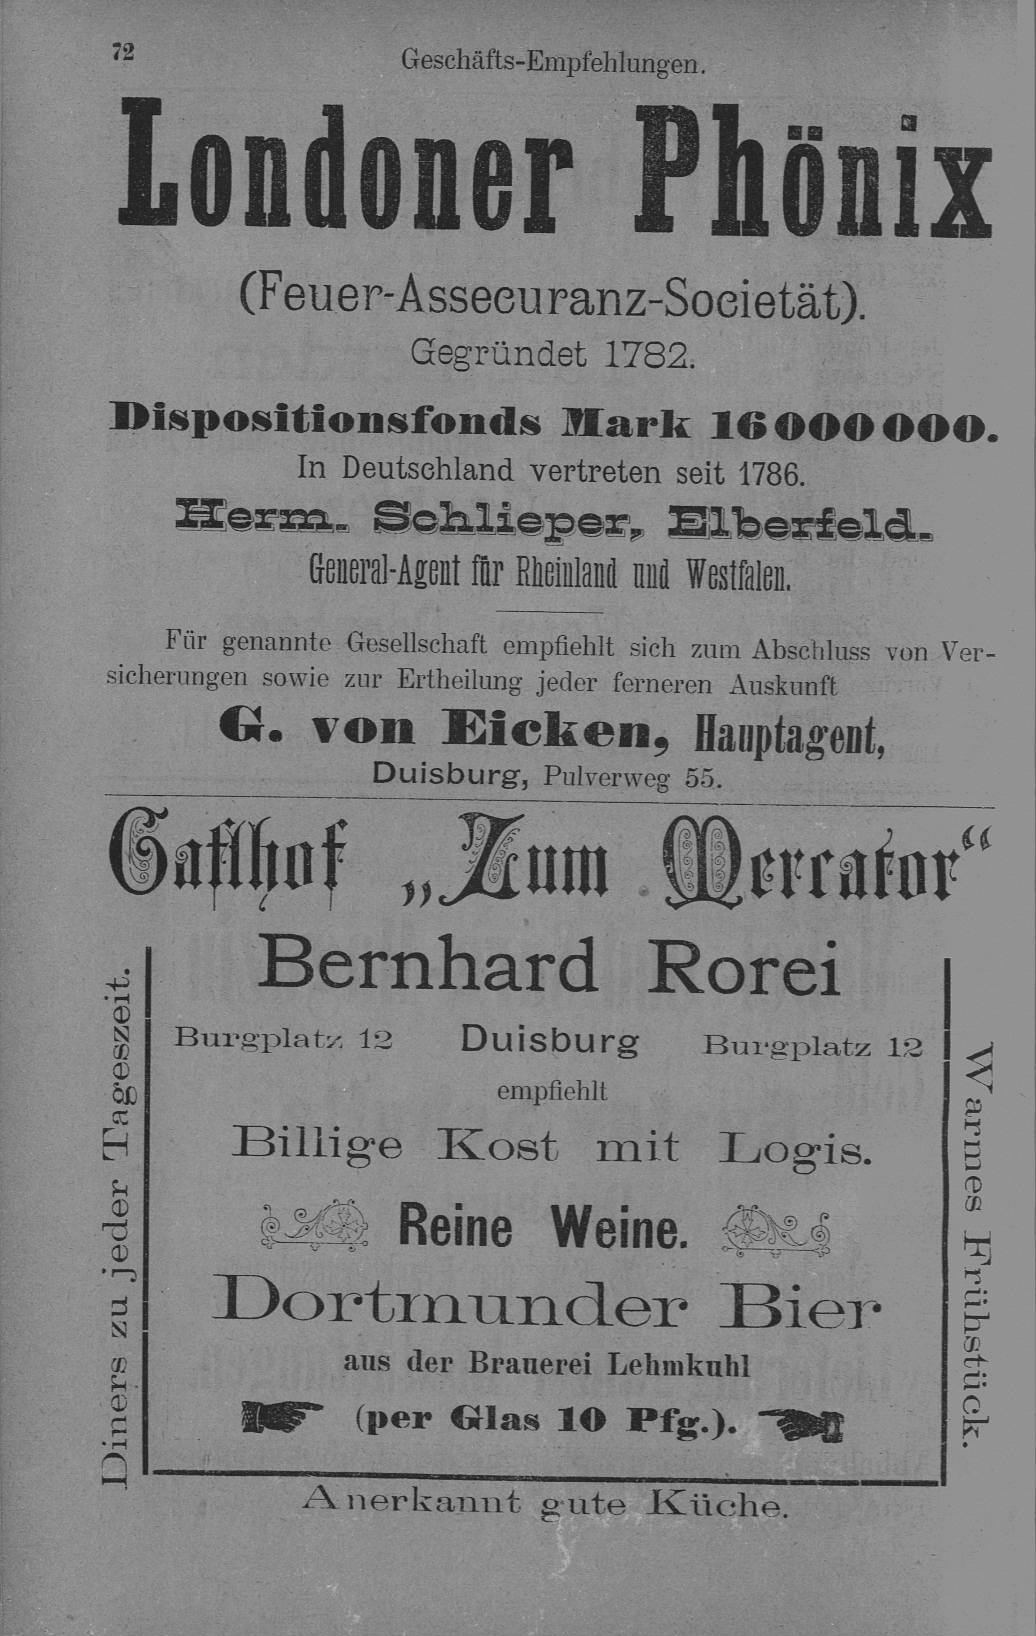 72
Geschäfts-Empfehlungen.
Londoner Phönix
(Feuer-Assecuranz-Societät).
Gegründet 1782.
Dispositionsfonds Mark 16000000.
In Deutschland vertreten seit 1786.
Herm. Schlieper, Elberfeld.
General-Agent für Rheinland und Westfalen.
Für genannte Gesellschaft empfiehlt sich zum Abschluss von Ver-
sicherungen sowie zur Ertheilung jeder ferneren Auskunft
G. von Eicken, Hauptagent,
Duisburg, Pulverweg 55.
Gaſthof „Zum Mercator“
Bernhard Rorei
Burgplatz 12 Duisburg Burgplatz 12
empfiehlt
Billige Kost mit Logis.
Reine Weine.
Dortmunder Bier
aus der Brauerei Lehmkuhl
(per Glas 10 Pfg.).
Diners zu jeder Tageszeit.
Warmes Frühstück.
Anerkannt gute Küche.